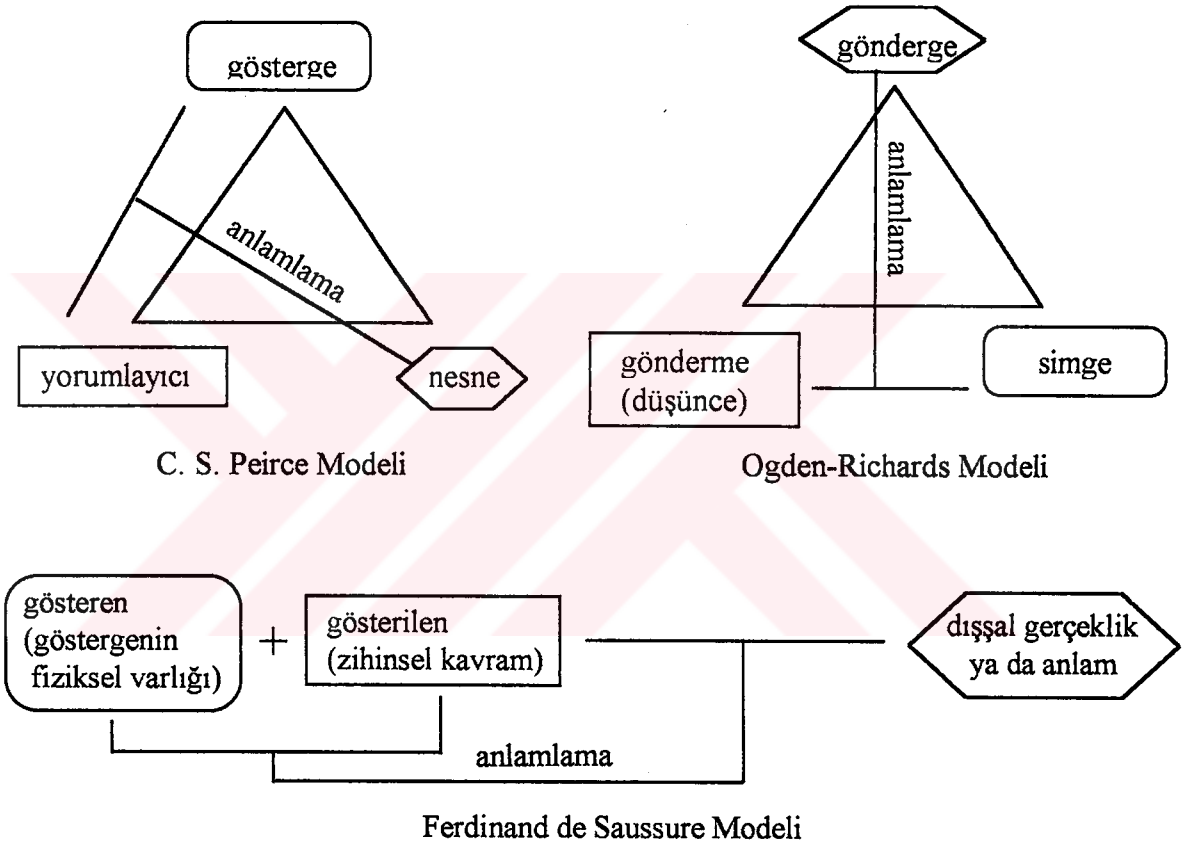 gösterge
anlamlama
yorumlayıcı
nesne
C. S. Peirce Modeli
gönderge
anlamlama
gönderme
(düşünce)
simge
Ogden-Richards Modeli
gösteren
(göstergenin
fiziksel varlığı)
+
gösterilen
(zihinsel kavram)
dışşal gerçeklik
ya da anlam
anlamlama
Ferdinand de Saussure Modeli